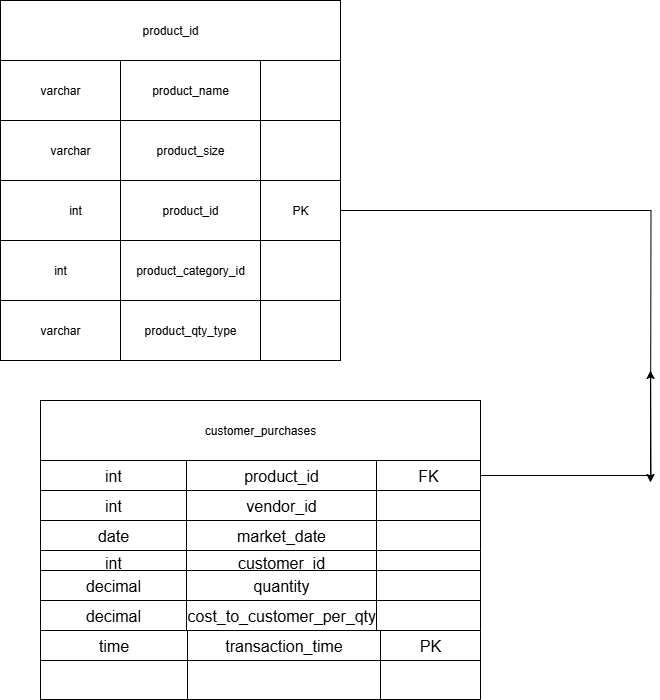 product_id
varchar product_name
varchar product_size
int product_id PK
int product_category_id
varchar product_qty_type
customer_purchases
int product_id FK
int vendor_id
date market_date
int customer_id
decimal quantity
decimal cost_to_customer_per_qty
time transaction_time PK